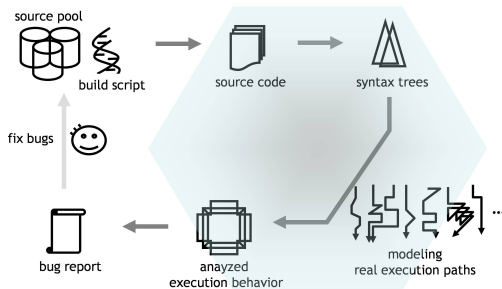 source pool
build script
source code
syntax trees
fix bugs
bug report
anayzed
execution behavior
modeling
real execution paths
...